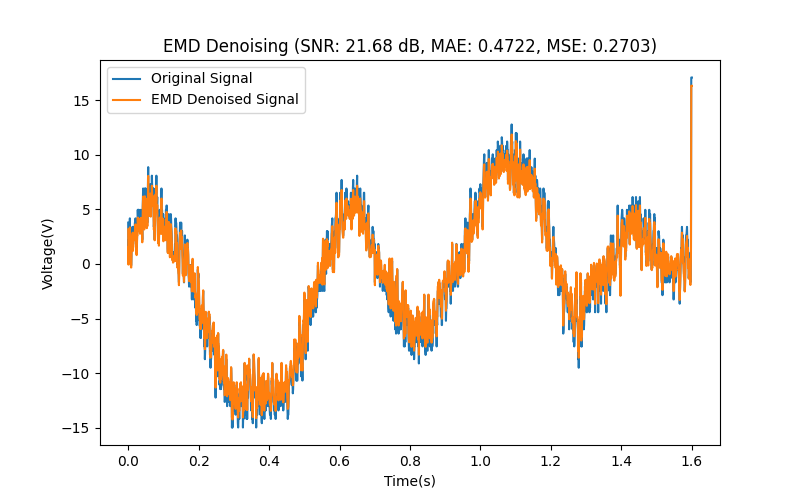 EMD Denoising (SNR: 21.68 dB, MAE: 0.4722, MSE: 0.2703)
Original Signal
EMD Denoised Signal
15
10
5
0
−5
−10
−15
Voltage(V)
0.0 0.2 0.4 0.6 0.8 1.0 1.2 1.4 1.6
Time(s)